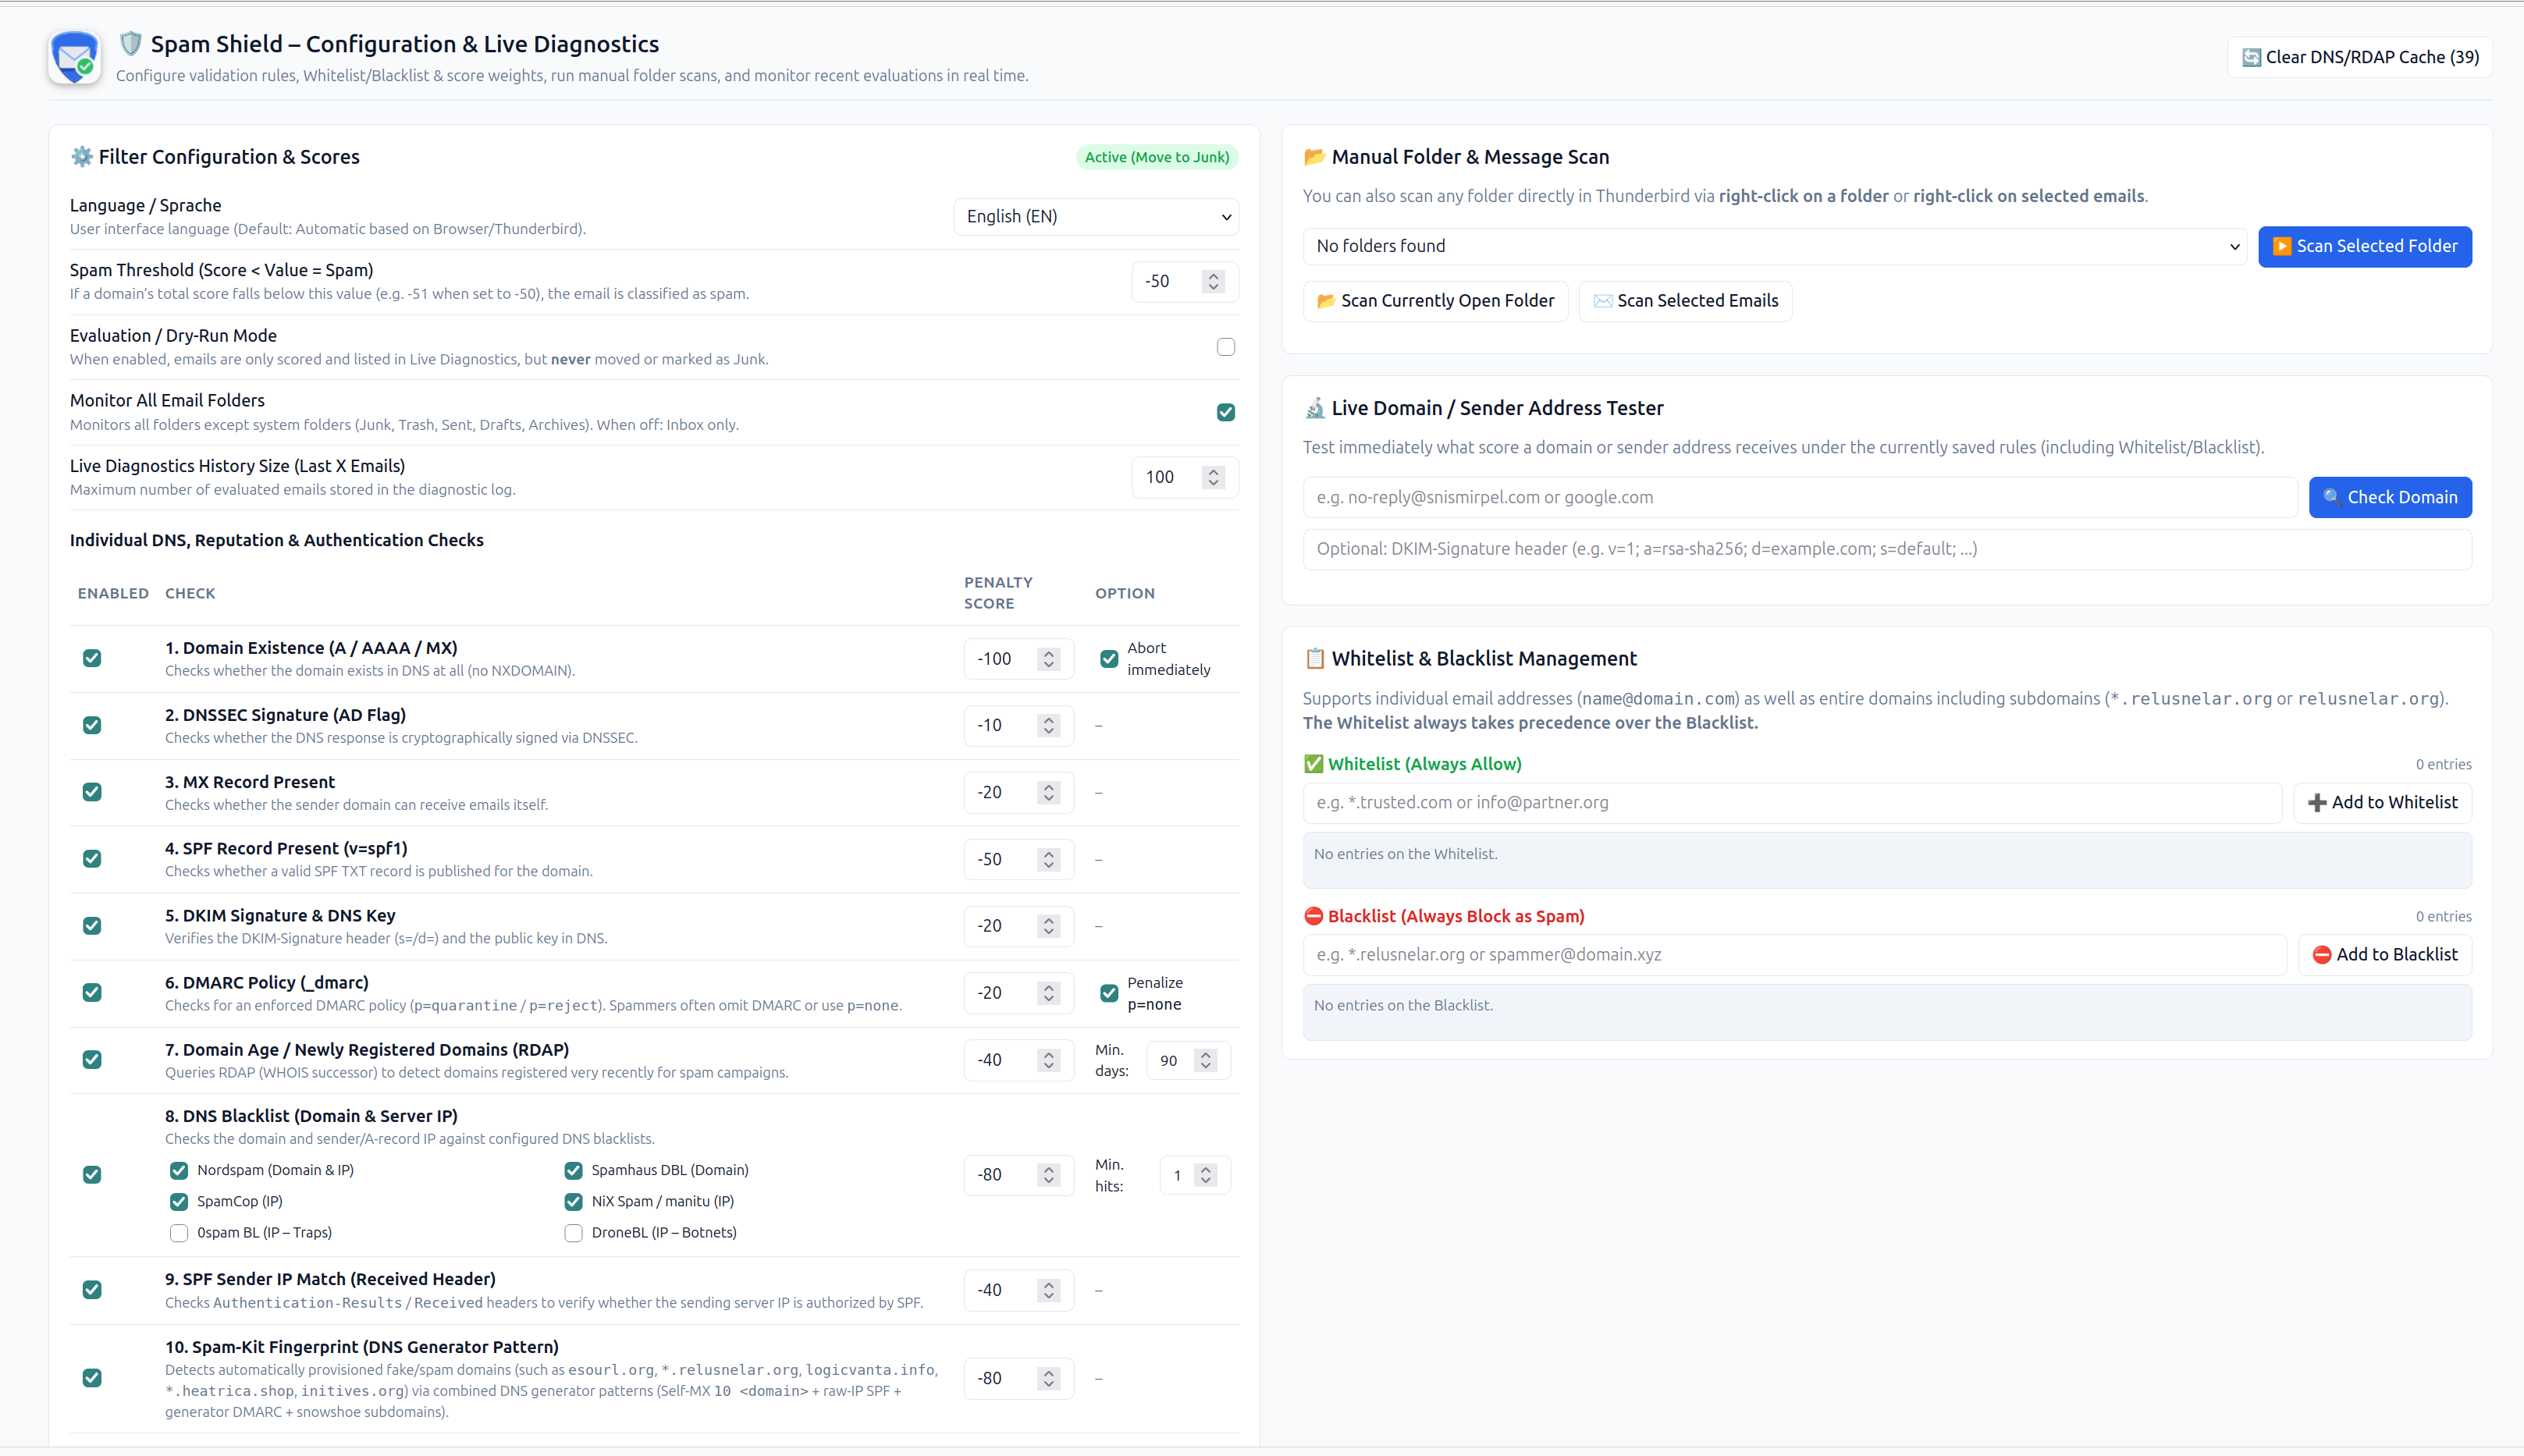 Spam Shield – Configuration & Live Diagnostics
Configure validation rules, Whitelist/Blacklist & score weights, run manual folder scans, and monitor recent evaluations in real time.
Clear DNS/RDAP Cache (39)
Filter Configuration & Scores
Active (Move to Junk)
Language / Sprache
User interface language (Default: Automatic based on Browser/Thunderbird).
English (EN)
Spam Threshold (Score < Value = Spam)
If a domain’s total score falls below this value (e.g. -51 when set to -50), the email is classified as spam.
-50
Evaluation / Dry-Run Mode
When enabled, emails are only scored and listed in Live Diagnostics, but never moved or marked as Junk.
Monitor All Email Folders
Monitors all folders except system folders (Junk, Trash, Sent, Drafts, Archives). When off: Inbox only.
Live Diagnostics History Size (Last X Emails)
Maximum number of evaluated emails stored in the diagnostic log.
100
Individual DNS, Reputation & Authentication Checks
ENABLED CHECK PENALTY SCORE OPTION
1. Domain Existence (A / AAAA / MX)
Checks whether the domain exists in DNS at all (no NXDOMAIN).
-100
Abort
immediately
2. DNSSEC Signature (AD Flag)
Checks whether the DNS response is cryptographically signed via DNSSEC.
-10 –
3. MX Record Present
Checks whether the sender domain can receive emails itself.
-20 –
4. SPF Record Present (v=spf1)
Checks whether a valid SPF TXT record is published for the domain.
-50 –
5. DKIM Signature & DNS Key
Verifies the DKIM-Signature header (s=/d=) and the public key in DNS.
-20 –
6. DMARC Policy (_dmarc)
Checks for an enforced DMARC policy (p=quarantine / p=reject). Spammers often omit DMARC or use p=none.
-20
Penalize
p=none
7. Domain Age / Newly Registered Domains (RDAP)
Queries RDAP (WHOIS successor) to detect domains registered very recently for spam campaigns.
-40
Min.
days:
90
8. DNS Blacklist (Domain & Server IP)
Checks the domain and sender/A-record IP against configured DNS blacklists.
Nordspam (Domain & IP) Spamhaus DBL (Domain)
SpamCop (IP) NiX Spam / manitu (IP)
0spam BL (IP – Traps) DroneBL (IP – Botnets)
-80
Min.
hits:
1
9. SPF Sender IP Match (Received Header)
Checks Authentication-Results / Received headers to verify whether the sending server IP is authorized by SPF.
-40 –
10. Spam-Kit Fingerprint (DNS Generator Pattern)
Detects automatically provisioned fake/spam domains (such as esourl.org, *.relusnelar.org, logicvanta.info,
*.heatrica.shop, initives.org) via combined DNS generator patterns (Self-MX 10 <domain> + raw-IP SPF +
generator DMARC + snowshoe subdomains).
-80 –
Manual Folder & Message Scan
You can also scan any folder directly in Thunderbird via right-click on a folder or right-click on selected emails.
No folders found
Scan Selected Folder
Scan Currently Open Folder
Scan Selected Emails
Live Domain / Sender Address Tester
Test immediately what score a domain or sender address receives under the currently saved rules (including Whitelist/Blacklist).
e.g. no-reply@snismirpel.com or google.com
Check Domain
Optional: DKIM-Signature header (e.g. v=1; a=rsa-sha256; d=example.com; s=default; ...)
Whitelist & Blacklist Management
Supports individual email addresses (name@domain.com) as well as entire domains including subdomains (*.relusnelar.org or relusnelar.org).
The Whitelist always takes precedence over the Blacklist.
Whitelist (Always Allow)
0 entries
e.g. *.trusted.com or info@partner.org
Add to Whitelist
No entries on the Whitelist.
Blacklist (Always Block as Spam)
0 entries
e.g. *.relusnelar.org or spammer@domain.xyz
Add to Blacklist
No entries on the Blacklist.